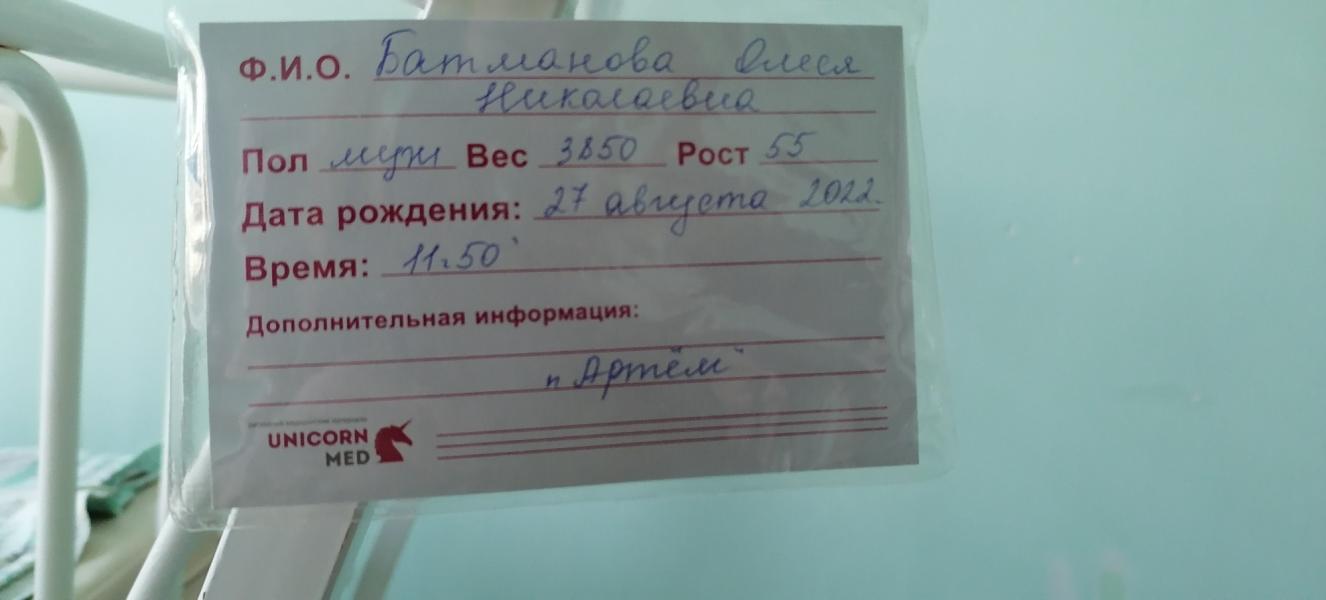 Ф.И.О. Батманова Олеся
Николаевна
Пол муж Вес 3850 Рост 55
Дата рождения: 27 августа 2022.
Время: 11.50
Дополнительная информация:
"Артём"
UNICORN
MED